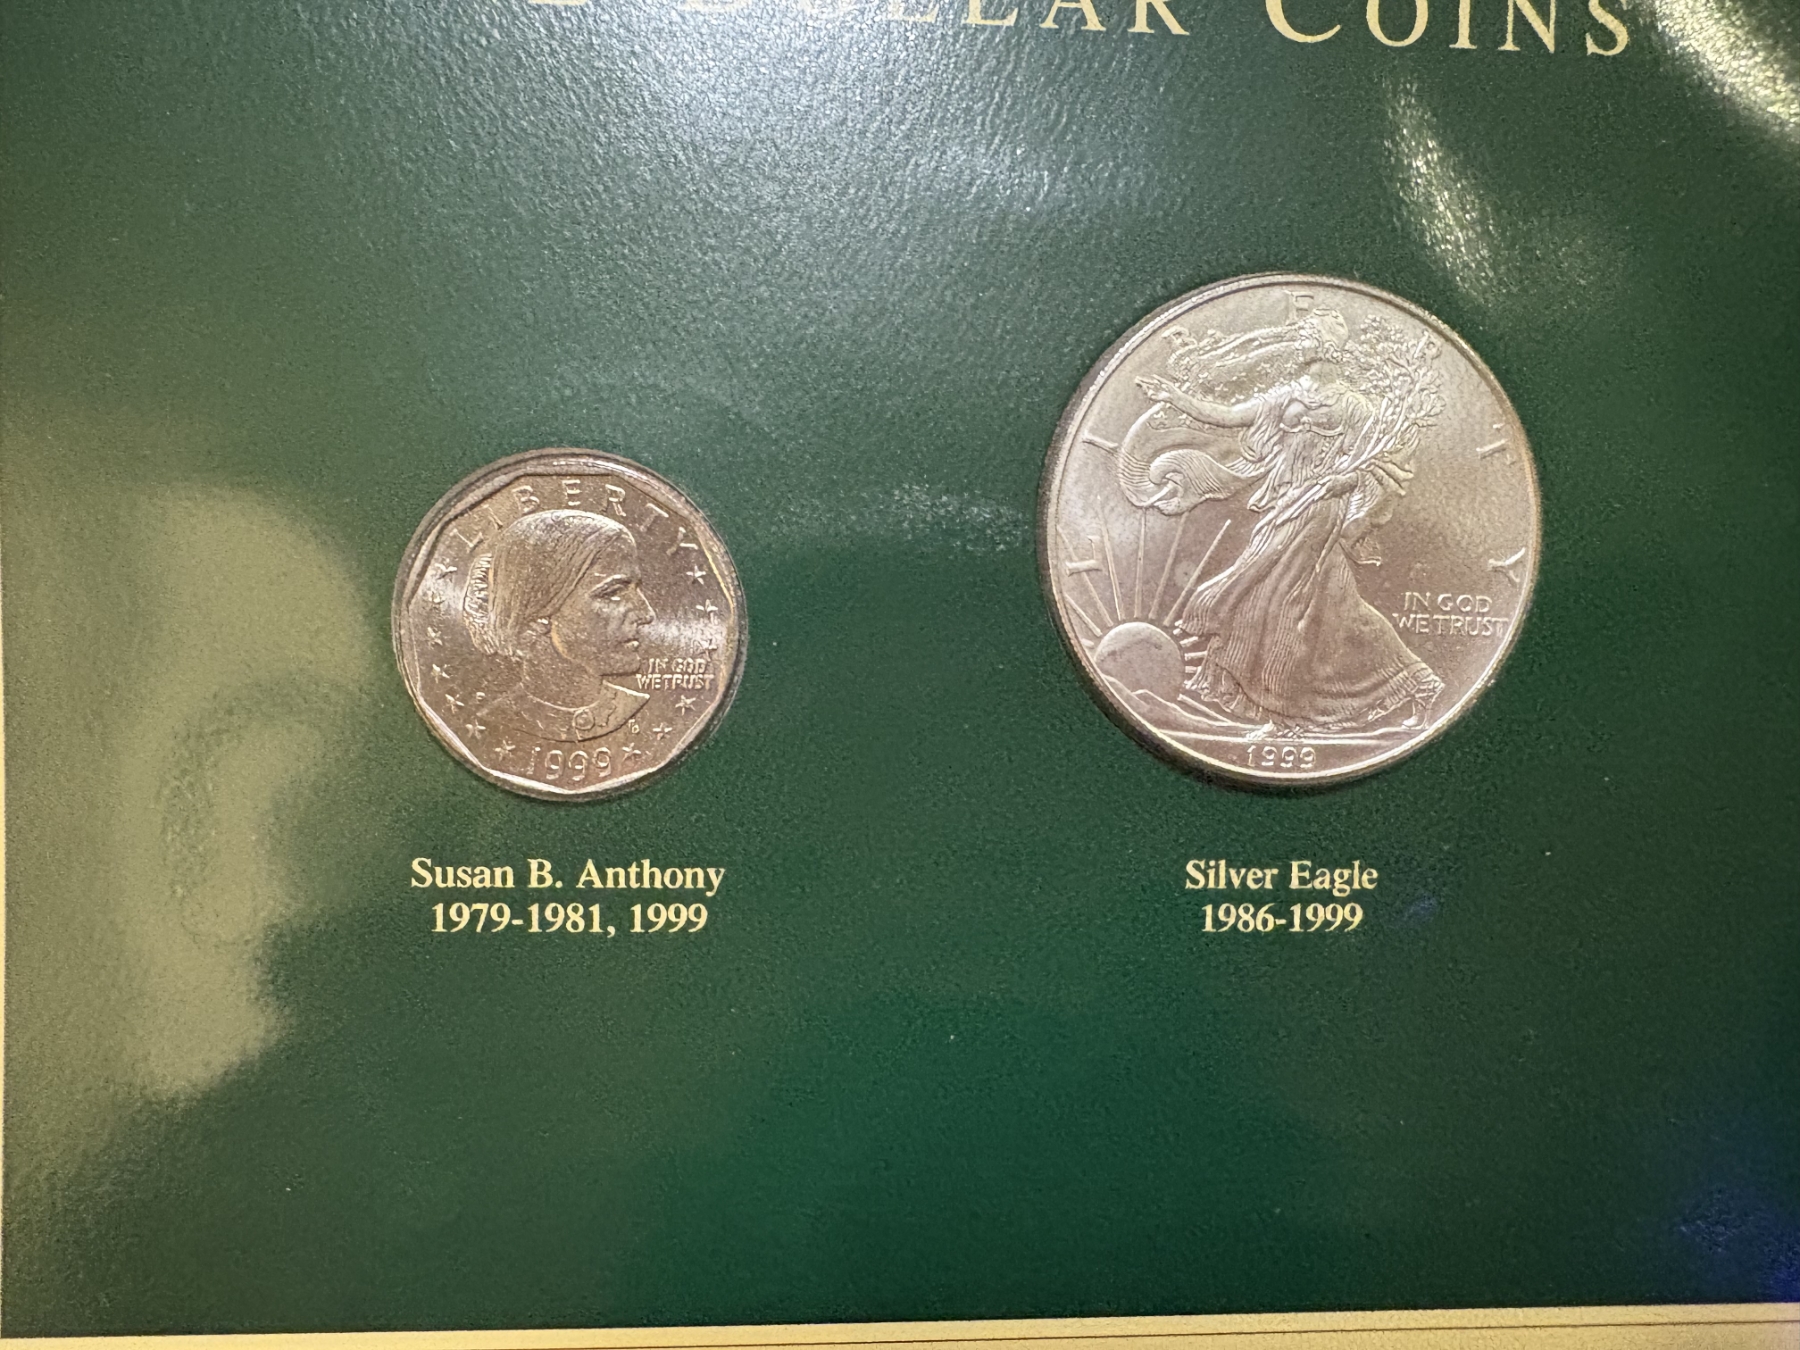 DOLLAR COINS
LIBERTY
IN GOD
WE TRUST
P
1999
LIBERTY
IN GOD
WE TRUST
1999
Susan B. Anthony
1979-1981, 1999
Silver Eagle
1986-1999